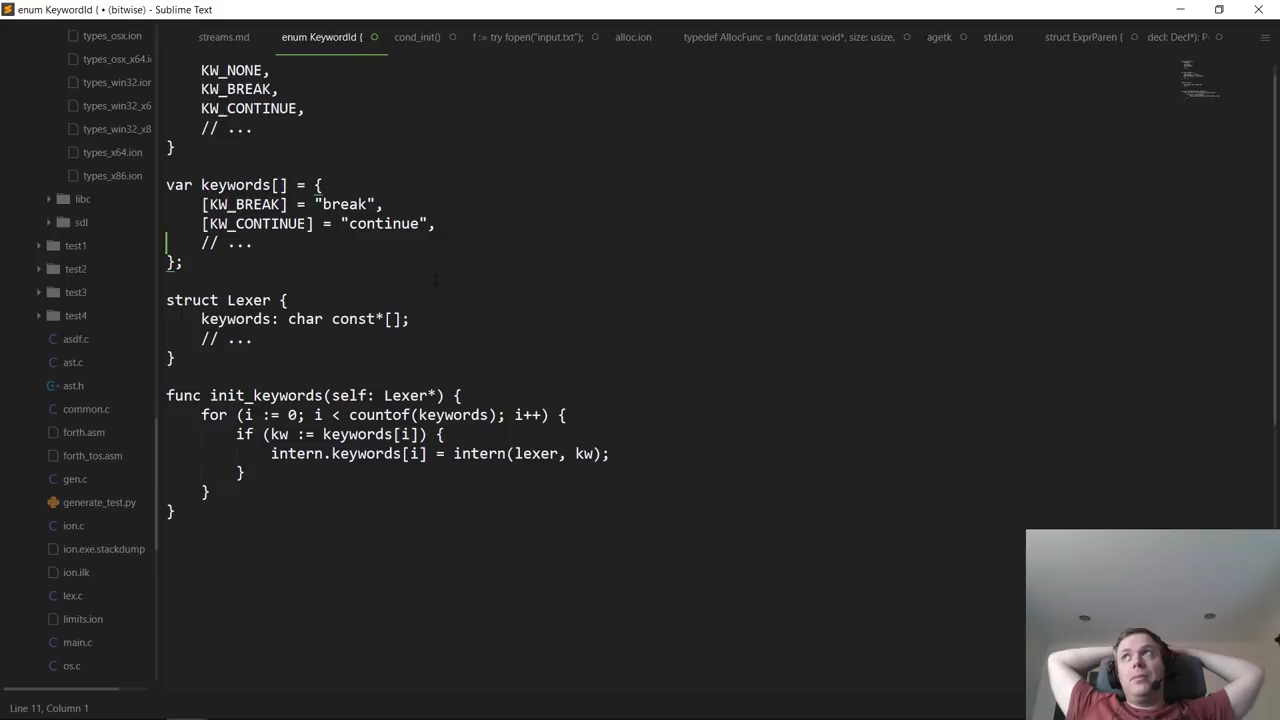 enum KeywordId { • (bitwise) - Sublime Text
streams.md
enum KeywordId {
cond_init()
f := try fopen("input.txt");
alloc.ion
typedef AllocFunc = func(data: void*, size: usize,
agetk
std.ion
struct ExprParen {
decl: Decl*): P
types_osx.ion
types_osx_x64.i
types_win32.ion
types_win32_x6
types_win32_x8
types_x64.ion
types_x86.ion
libc
sdl
test1
test2
test3
test4
asdf.c
ast.c
ast.h
common.c
forth.asm
forth_tos.asm
gen.c
generate_test.py
ion.c
ion.exe.stackdump
ion.ilk
lex.c
limits.ion
main.c
os.c
KW_NONE,
KW_BREAK,
KW_CONTINUE,
// ...
}
var keywords[] = {
[KW_BREAK] = "break",
[KW_CONTINUE] = "continue",
// ...
};
struct Lexer {
keywords: char const*[];
// ...
}
func init_keywords(self: Lexer*) {
for (i := 0; i < countof(keywords); i++) {
if (kw := keywords[i]) {
intern.keywords[i] = intern(lexer, kw);
}
}
}
Line 11, Column 1